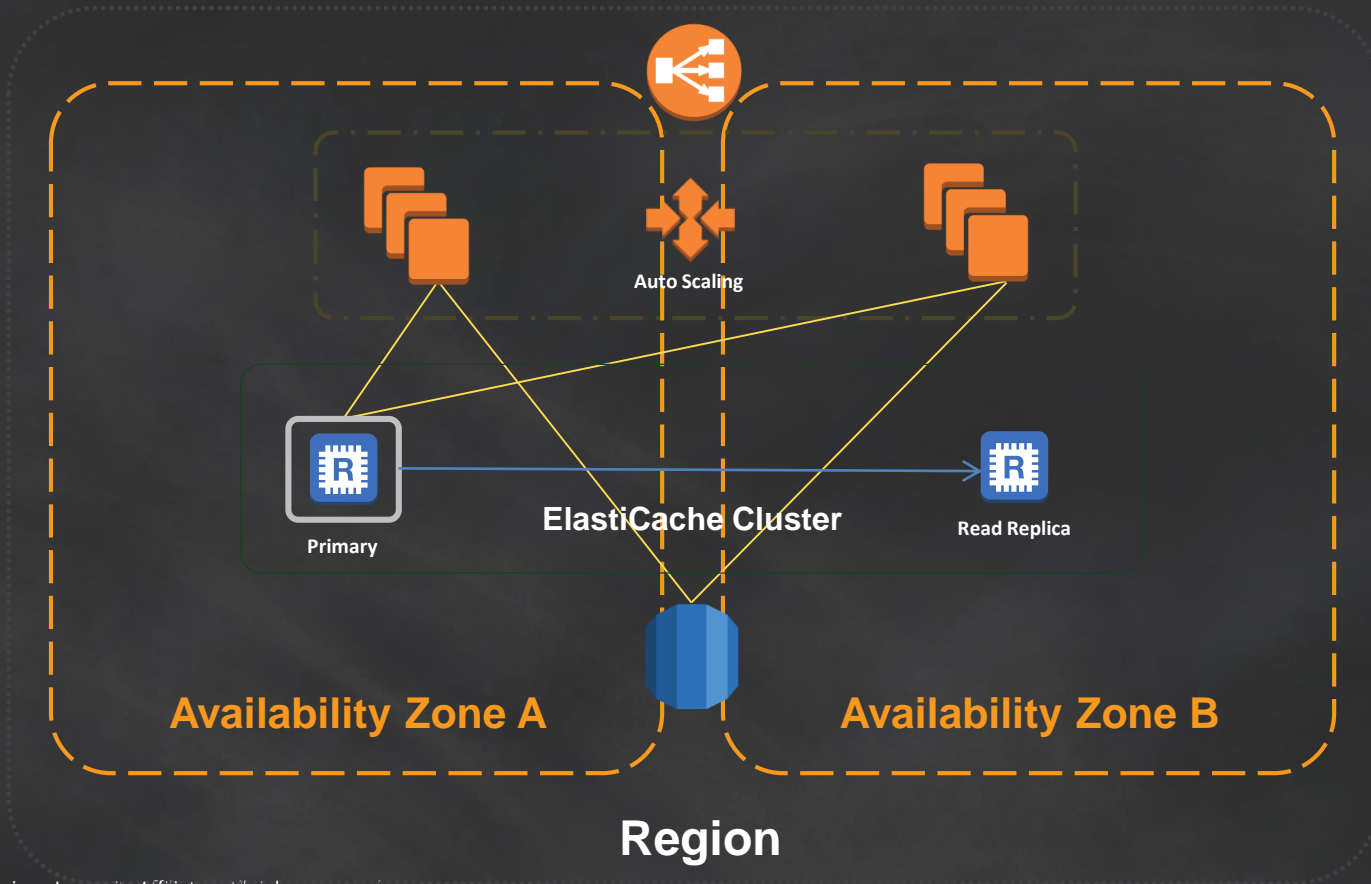 Auto Scaling
R
R
ElastiCache Cluster
Primary
Read Replica
Availability Zone A
Availability Zone B
Region